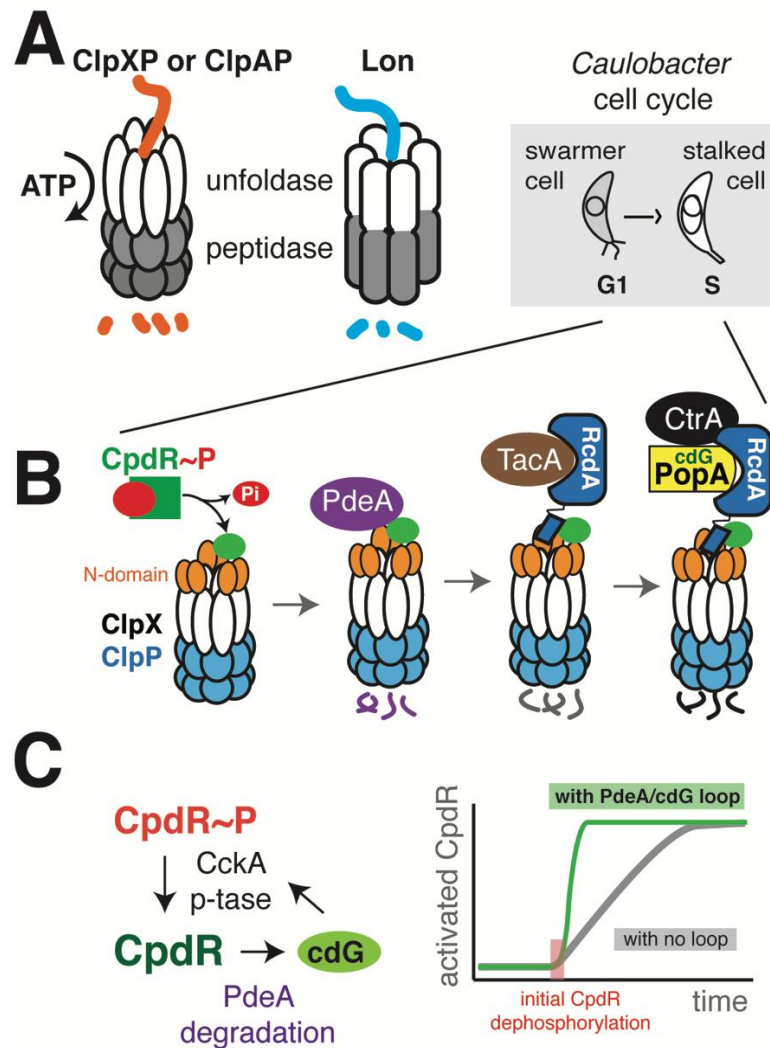 A
ClpXP or ClpAP
Lon
ATP
unfoldase
peptidase
Caulobacter
cell cycle
swarmer
cell
stalked
cell
G1
S
B
CpdR~P
Pi
N-domain
ClpX
ClpP
PdeA
TacA
RcdA
CtrA
cdG
PopA
RcdA
C
CpdR~P
CckA
p-tase
CpdR
cdG
PdeA
degradation
activated CpdR
with PdeA/cdG loop
with no loop
initial CpdR
dephosphorylation
time